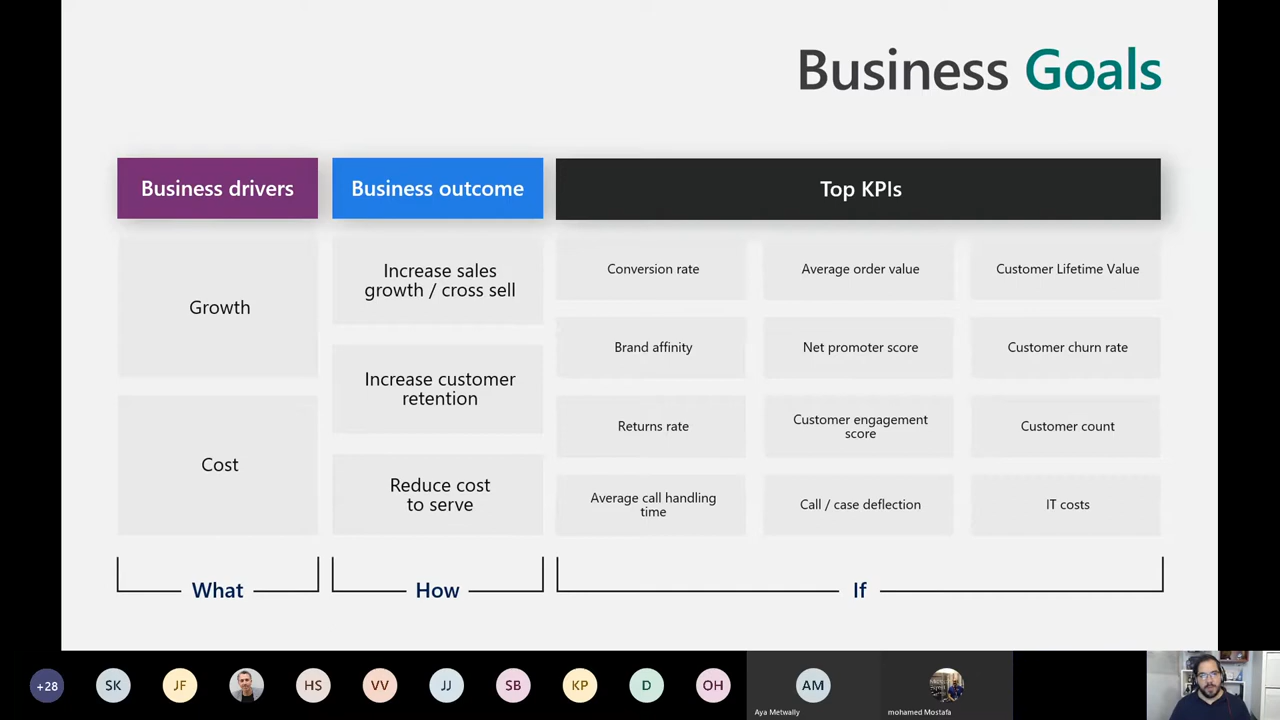 Business Goals
Business drivers
Business outcome
Top KPIs
Growth
Cost
Increase sales
growth / cross sell
Increase customer
retention
Reduce cost
to serve
Conversion rate
Average order value
Customer Lifetime Value
Brand affinity
Net promoter score
Customer churn rate
Returns rate
Customer engagement
score
Customer count
Average call handling
time
Call / case deflection
IT costs
What
How
If
+28
SK
JF
HS
VV
JJ
SB
KP
D
OH
AM
Aya Metwally
mohamed Mostafa